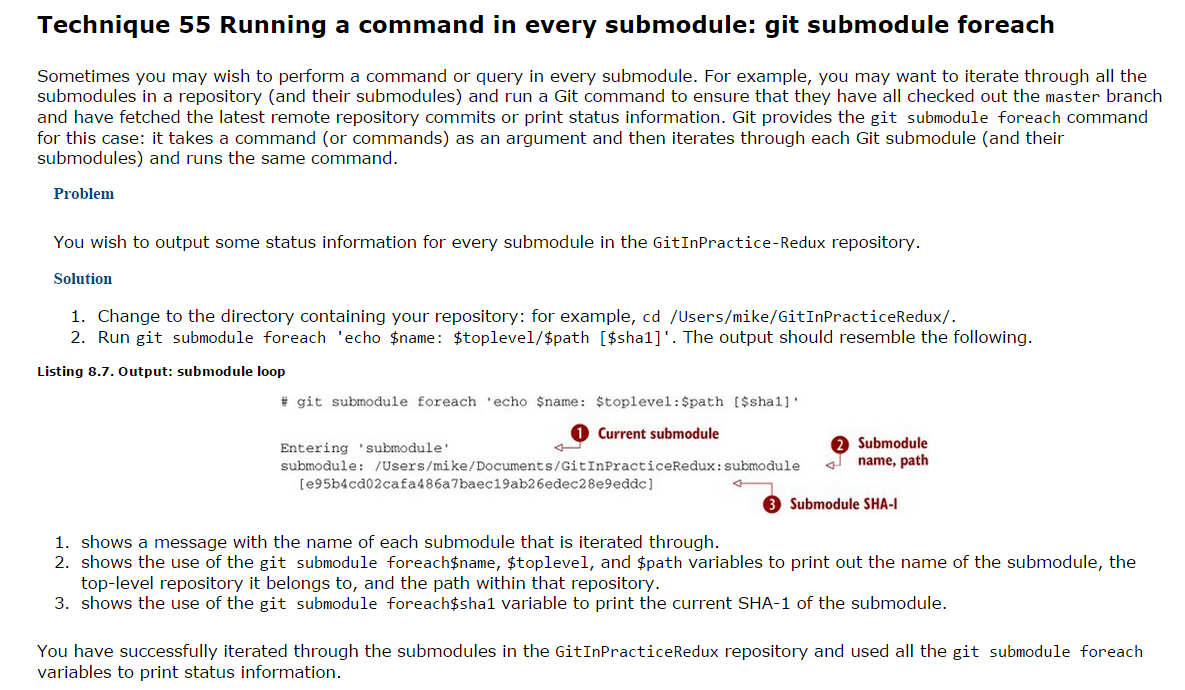 Technique 55 Running a command in every submodule: git submodule foreach
Sometimes you may wish to perform a command or query in every submodule. For example, you may want to iterate through all the
submodules in a repository (and their submodules) and run a Git command to ensure that they have all checked out the master branch
and have fetched the latest remote repository commits or print status information. Git provides the git submodule foreach command
for this case: it takes a command (or commands) as an argument and then iterates through each Git submodule (and their
submodules) and runs the same command.
Problem
You wish to output some status information for every submodule in the GitInPractice-Redux repository.
Solution
1. Change to the directory containing your repository: for example, cd /Users/mike/GitInPracticeRedux/.
2. Run git submodule foreach 'echo $name: $toplevel/$path [$sha1]'. The output should resemble the following.
Listing 8.7. Output: submodule loop
# git submodule foreach 'echo $name: $toplevel:$path [$sha1]'
1 Current submodule
Entering 'submodule'
submodule: /Users/mike/Documents/GitInPracticeRedux:submodule
[e95b4cd02cafa486a7baec19ab26edec28e9eddc]
2 Submodule
name, path
3 Submodule SHA-I
1. shows a message with the name of each submodule that is iterated through.
2. shows the use of the git submodule foreach$name, $toplevel, and $path variables to print out the name of the submodule, the
top-level repository it belongs to, and the path within that repository.
3. shows the use of the git submodule foreach$sha1 variable to print the current SHA-1 of the submodule.
You have successfully iterated through the submodules in the GitInPracticeRedux repository and used all the git submodule foreach
variables to print status information.